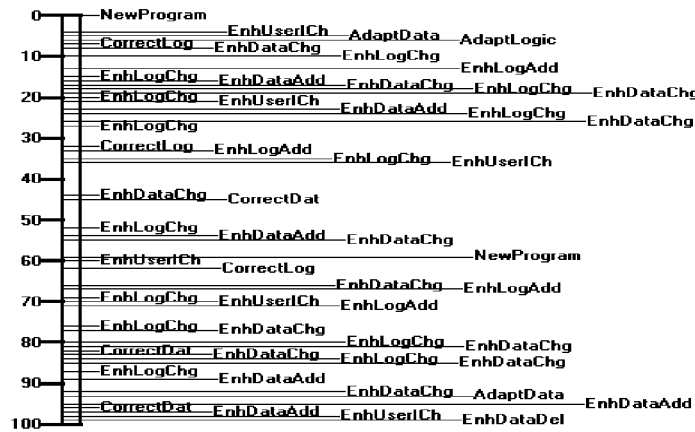 0 NewProgram
EnhUserICh AdaptData AdaptLogic
CorrectLog EnhDataChg EnhLogChg
10
EnhLogAdd
EnhLogChg EnhDataAdd EnhDataChg EnhLogChg EnhDataChg
20 EnhLogChg EnhUserICh EnhDataAdd EnhLogChg EnhDataChg
EnhLogChg
30
CorrectLog EnhLogAdd EnhLogChg EnhUserICh
40
EnhDataChg CorrectDat
50
EnhLogChg EnhDataAdd EnhDataChg
60 EnhUserICh CorrectLog NewProgram
EnhDataChg EnhLogAdd
70 EnhLogChg EnhUserICh EnhLogAdd
EnhLogChg EnhDataChg
80 EnhLogChg EnhDataChg
CorrectDat EnhDataChg EnhLogChg EnhDataChg
EnhLogChg EnhDataAdd
90
EnhDataChg AdaptData EnhDataAdd
CorrectDat EnhDataAdd EnhUserICh EnhDataDel
100